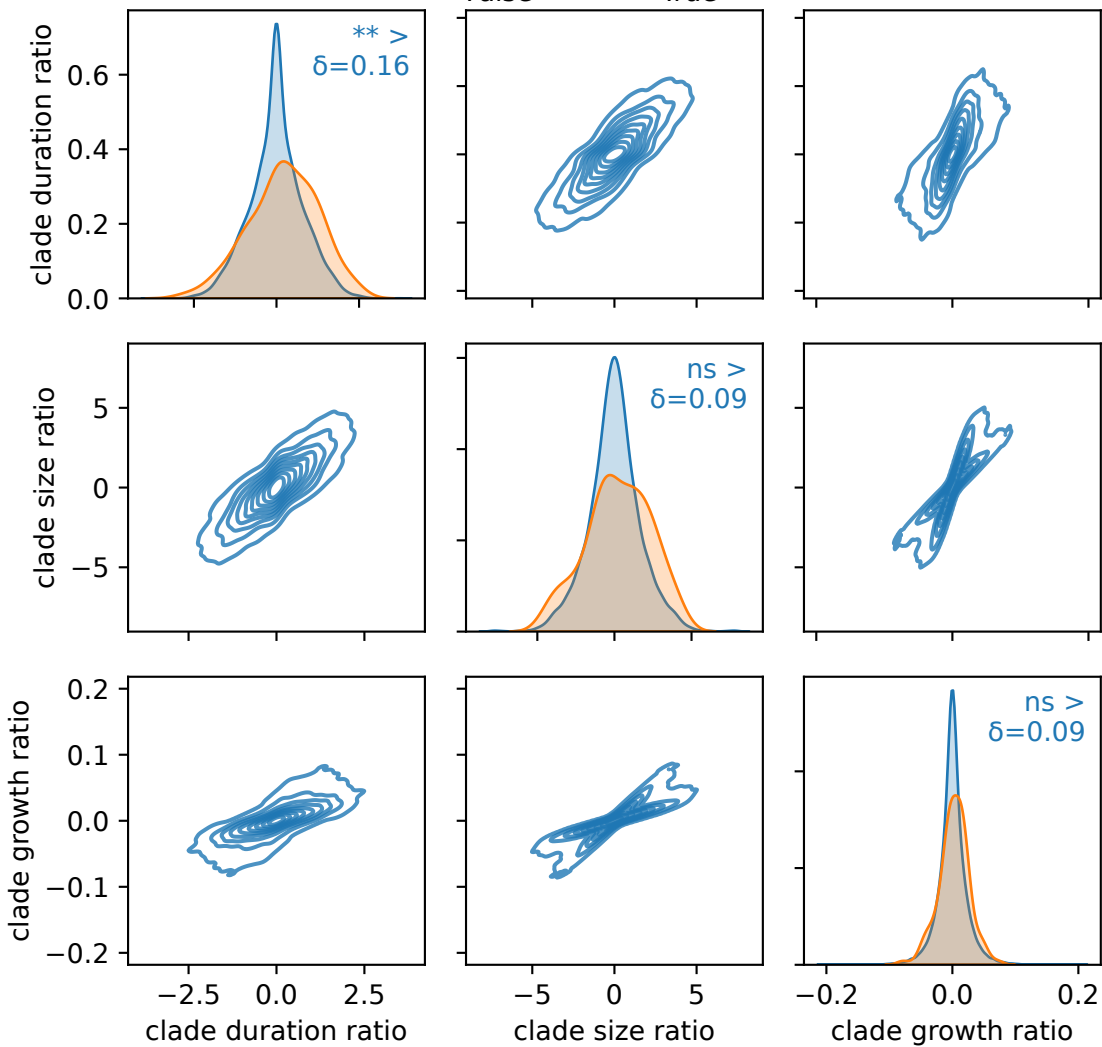 clade duration ratio
0.6
0.4
0.2
0.0
** >
δ=0.16
clade size ratio
5
0
−5
ns >
δ=0.09
clade growth ratio
0.2
0.1
0.0
−0.1
−0.2
ns >
δ=0.09
−2.5 0.0 2.5
−5 0 5
−0.2 0.0 0.2
clade duration ratio
clade size ratio
clade growth ratio